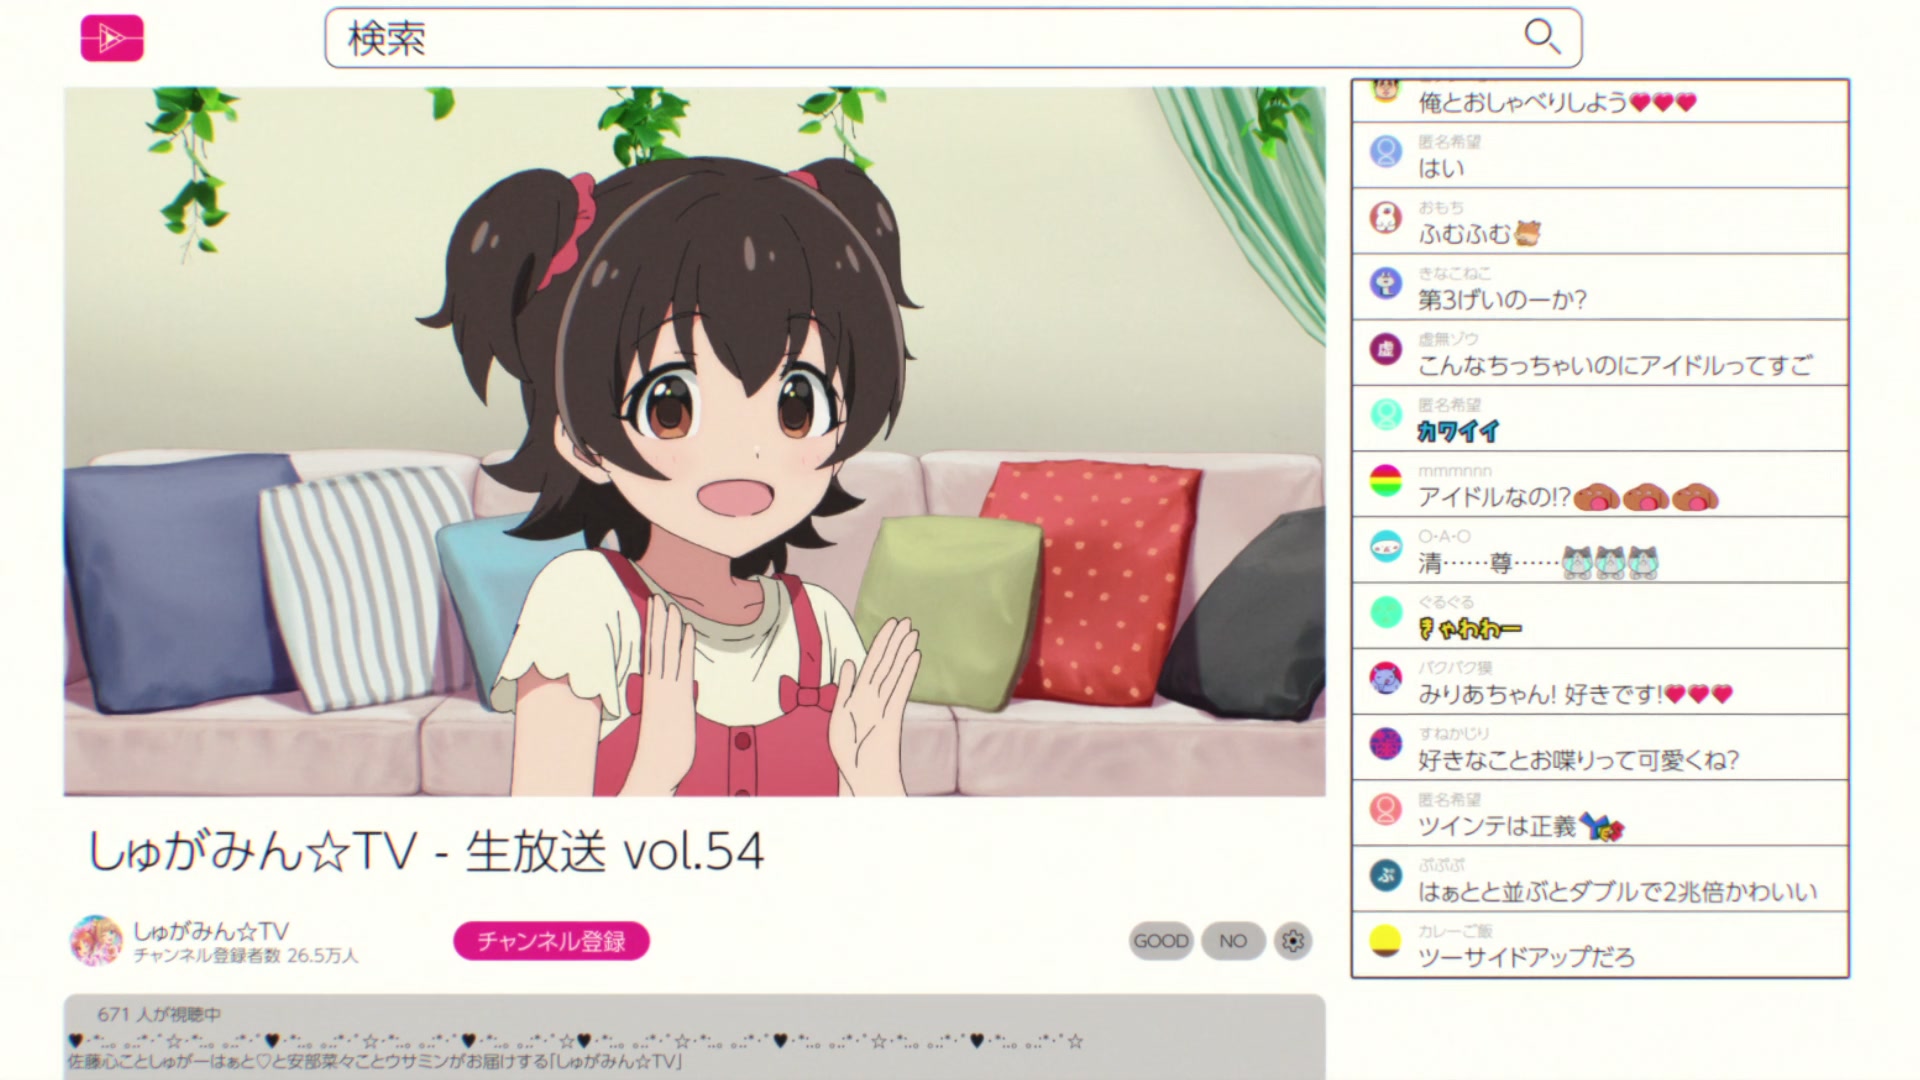 検索
俺とおしゃべりしよう
匿名希望
はい
おもち
ふむふむ
きなこねこ
第3げいのーか?
虚
虚無ゾウ
こんなちっちゃいのにアイドルってすご
匿名希望
カワイイ
mmmnnn
アイドルなの!?
O・A・O
清……尊……
ぐるぐる
きゃわわー
バクバク獏
みりあちゃん! 好きです!
すねかじり
好きなことお喋りって可愛くね?
匿名希望
ツインテは正義
ぷ
ぷぷぷ
はぁとと並ぶとダブルで2兆倍かわいい
カレーご飯
ツーサイドアップだろ
しゅがみん☆TV - 生放送 vol.54
しゅがみん☆TV
チャンネル登録者数 26.5万人
チャンネル登録
GOOD
NO
671 人が視聴中
佐藤心ことしゅがーはぁと♡と安部菜々ことウサミンがお届けする「しゅがみん☆TV」